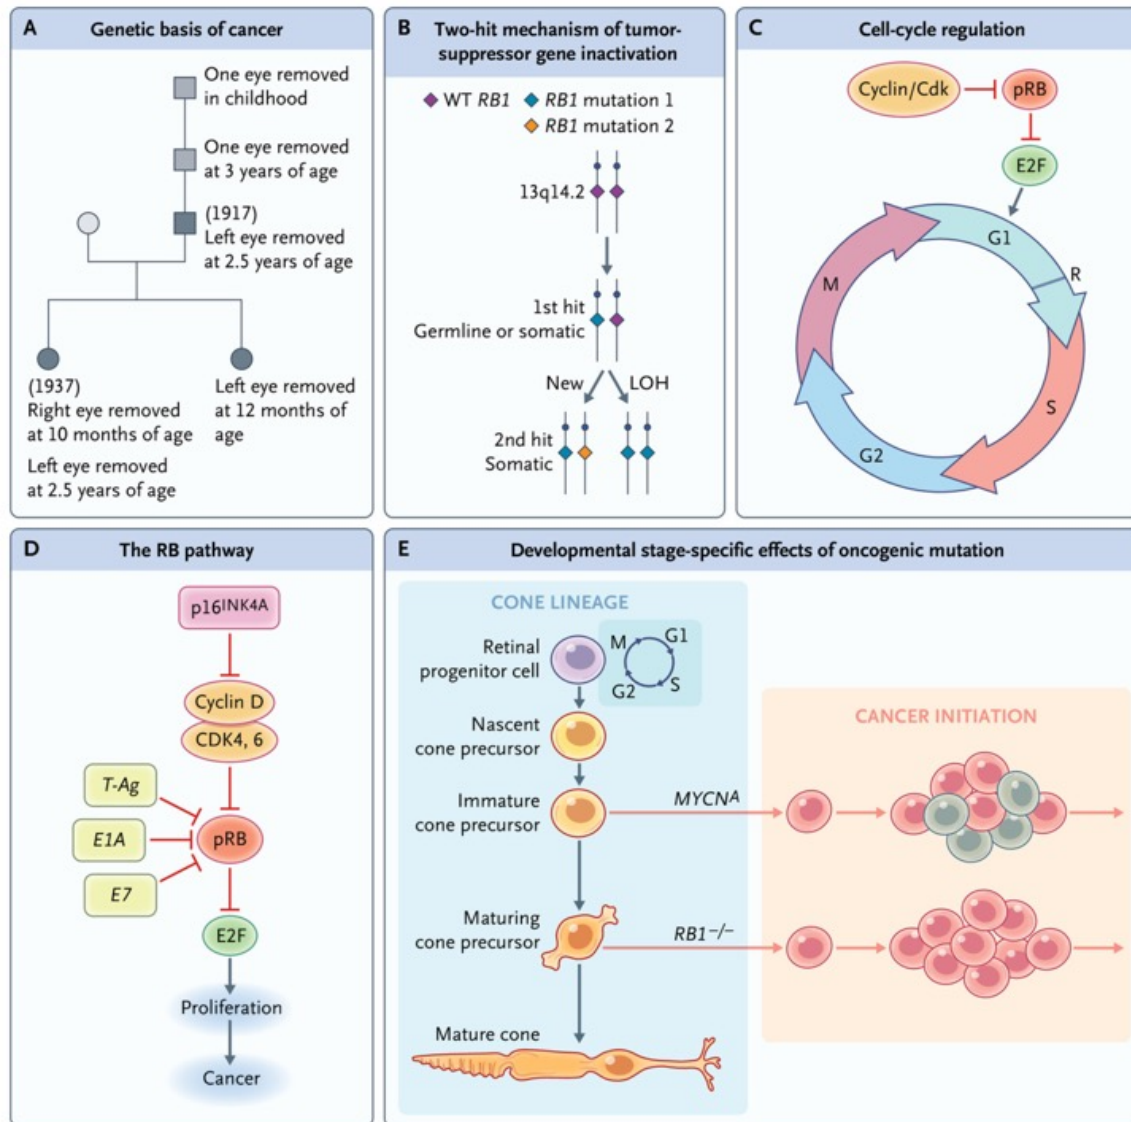 A Genetic basis of cancer
One eye removed
in childhood
One eye removed
at 3 years of age
(1917)
Left eye removed
at 2.5 years of age
(1937)
Right eye removed
at 10 months of age
Left eye removed
at 2.5 years of age
Left eye removed
at 12 months of
age
B Two-hit mechanism of tumor-
suppressor gene inactivation
WT RB1 RB1 mutation 1
RB1 mutation 2
13q14.2
1st hit
Germline or somatic
New LOH
2nd hit
Somatic
C Cell-cycle regulation
Cyclin/Cdk pRB
E2F
G1
R
M
S
G2
D The RB pathway
p16INK4A
Cyclin D
CDK4, 6
T-Ag
E1A pRB
E7
E2F
Proliferation
Cancer
E Developmental stage-specific effects of oncogenic mutation
CONE LINEAGE
Retinal
progenitor cell
M G1
G2 S
Nascent
cone precursor
CANCER INITIATION
Immature
cone precursor
MYCNA
Maturing
cone precursor
RB1−/−
Mature cone